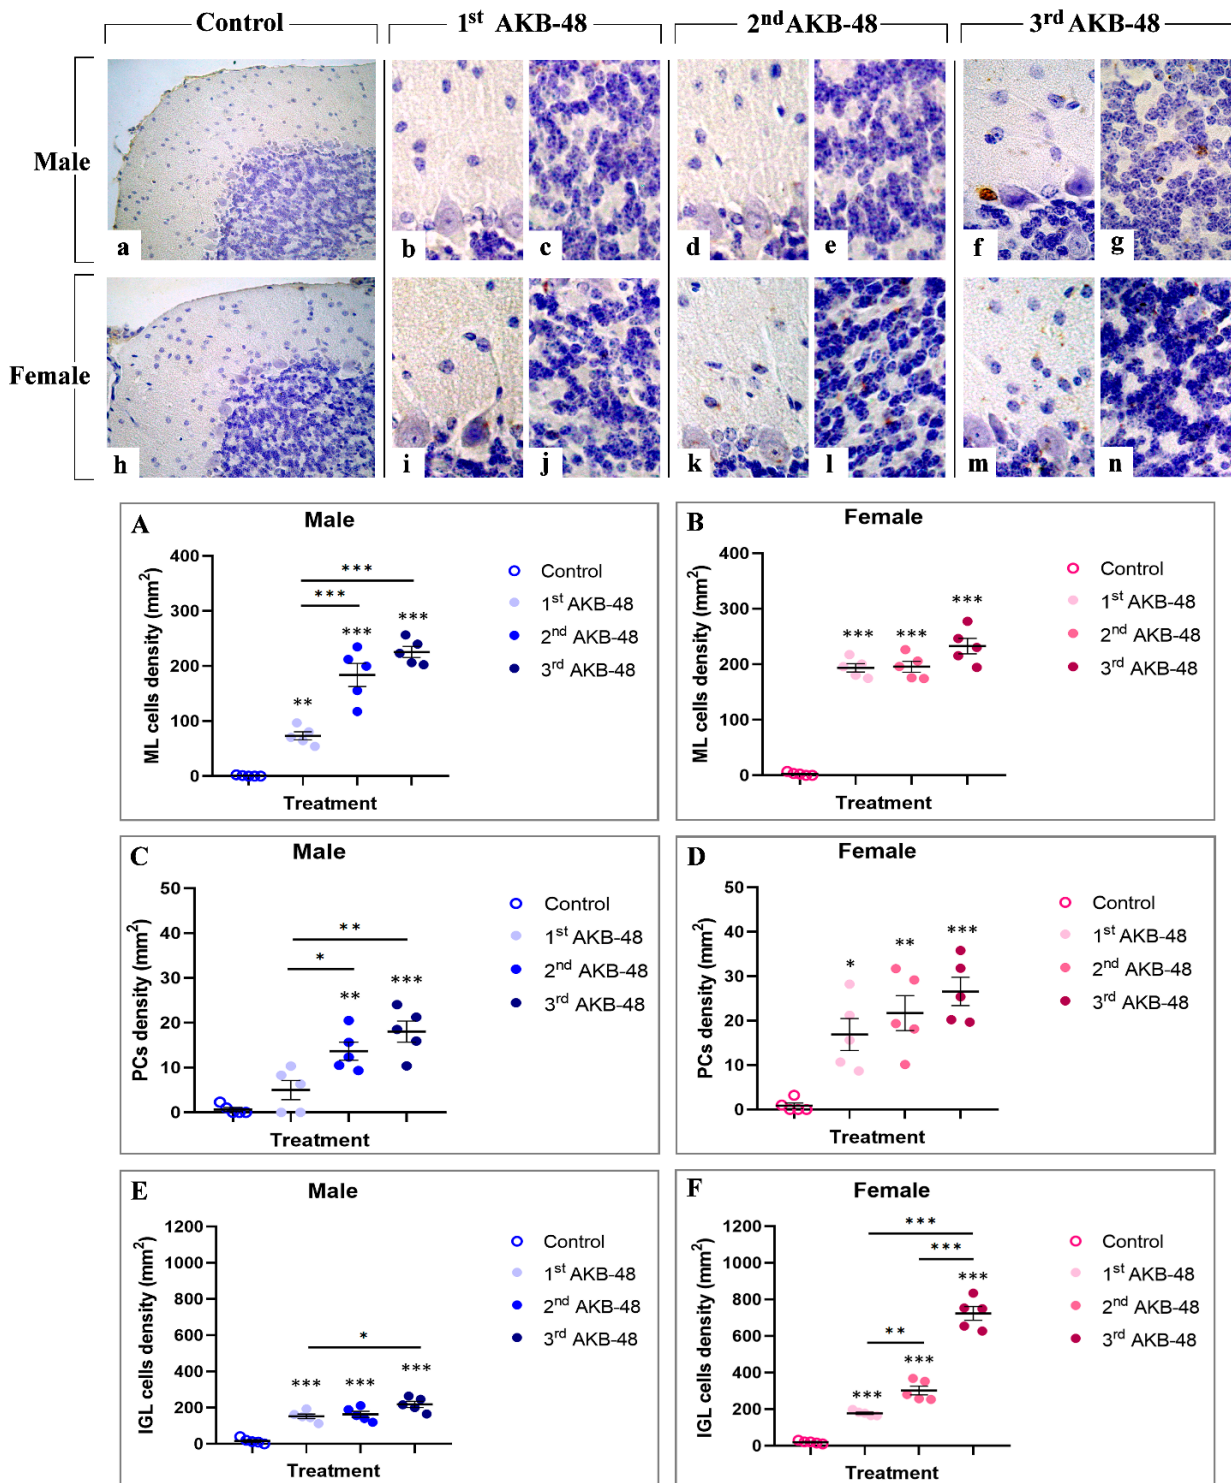 Control 1st AKB-48 2nd AKB-48 3rd AKB-48
Male
a b c d e f g
Female
h i j k l m n
A Male
ML cells density (mm2)
400
300
200
100
0
***
***
**
***
***
Treatment
Control
1st AKB-48
2nd AKB-48
3rd AKB-48
B Female
ML cells density (mm2)
400
300
200
100
0
***
***
***
Treatment
Control
1st AKB-48
2nd AKB-48
3rd AKB-48
C Male
PCs density (mm2)
50
40
30
20
10
0
**
*
**
***
Treatment
Control
1st AKB-48
2nd AKB-48
3rd AKB-48
D Female
PCs density (mm2)
50
40
30
20
10
0
*
**
***
Treatment
Control
1st AKB-48
2nd AKB-48
3rd AKB-48
E Male
IGL cells density (mm2)
1200
1000
800
600
400
200
0
*
***
***
***
Treatment
Control
1st AKB-48
2nd AKB-48
3rd AKB-48
F Female
IGL cells density (mm2)
1200
1000
800
600
400
200
0
***
***
**
***
***
***
Treatment
Control
1st AKB-48
2nd AKB-48
3rd AKB-48